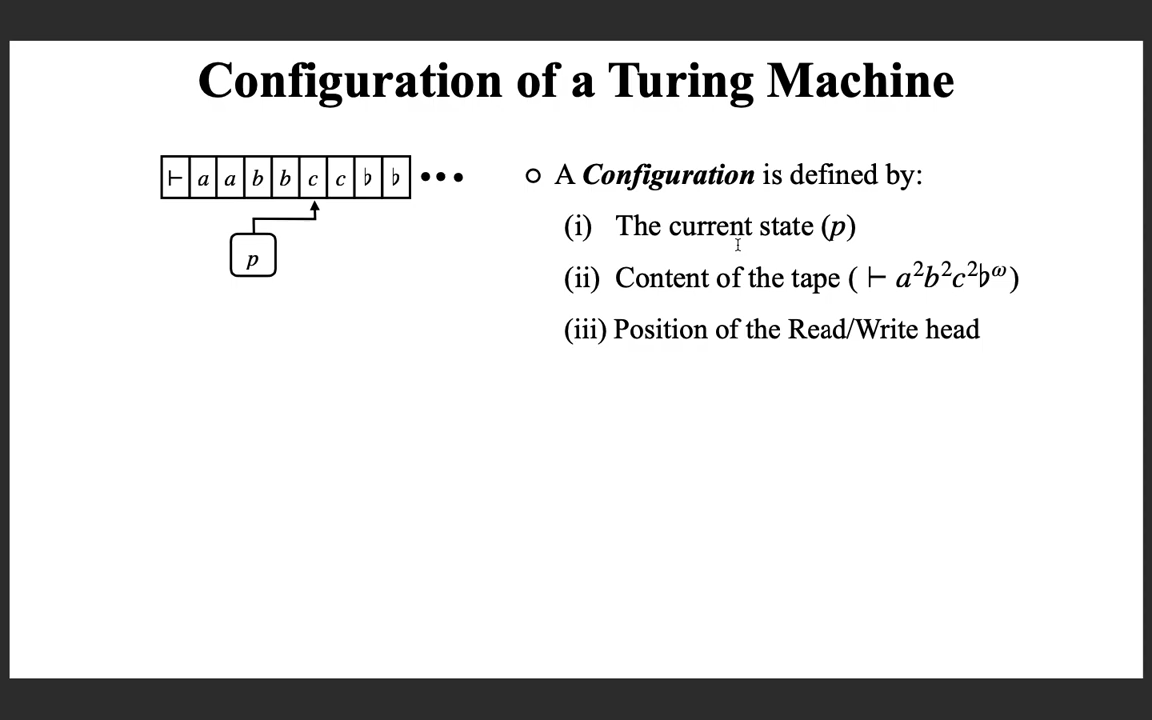 Configuration of a Turing Machine
⊢ a a b b c c ♭ ♭ •••
p
○ A Configuration is defined by:
(i) The current state (p)
(ii) Content of the tape ( ⊢ a²b²c²♭^ω)
(iii) Position of the Read/Write head